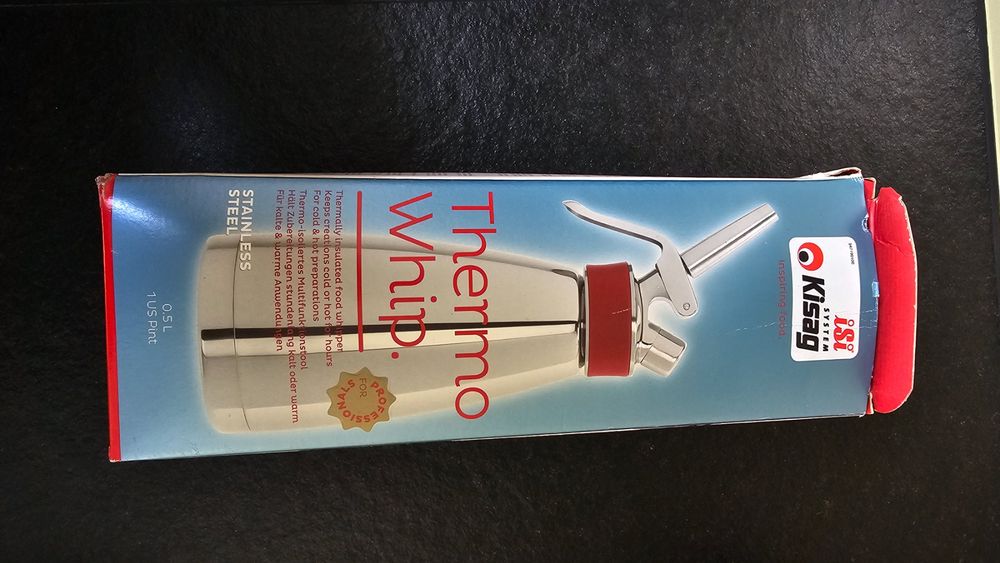 iSi
SYSTEM
Kisag
inspiring food.
Thermo
Whip.
Thermally insulated food whipper
Keeps creations cold or hot for hours
For cold & hot preparations
Thermo-isoliertes Multifunktionstool
Hält Zubereitungen stundenlang kalt oder warm
Für kalte & warme Anwendungen
FOR
PROFESSIONALS
STAINLESS
STEEL
0.5 L
1 US Pint